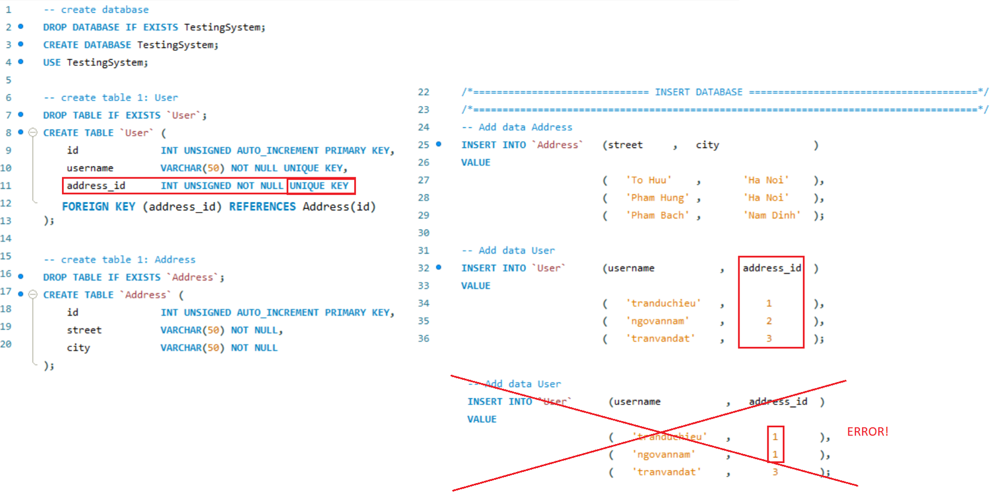 1 -- create database
2 DROP DATABASE IF EXISTS TestingSystem;
3 CREATE DATABASE TestingSystem;
4 USE TestingSystem;
5
6 -- create table 1: User
7 DROP TABLE IF EXISTS `User`;
8 CREATE TABLE `User` (
9 id INT UNSIGNED AUTO_INCREMENT PRIMARY KEY,
10 username VARCHAR(50) NOT NULL UNIQUE KEY,
11 address_id INT UNSIGNED NOT NULL UNIQUE KEY
12 FOREIGN KEY (address_id) REFERENCES Address(id)
13 );
14
15 -- create table 1: Address
16 DROP TABLE IF EXISTS `Address`;
17 CREATE TABLE `Address` (
18 id INT UNSIGNED AUTO_INCREMENT PRIMARY KEY,
19 street VARCHAR(50) NOT NULL,
20 city VARCHAR(50) NOT NULL
);
22 /*============================== INSERT DATABASE =======================================*/
23 /*======================================================================================*/
24 -- Add data Address
25 INSERT INTO `Address` (street , city )
26 VALUE
27 ( 'To Huu' , 'Ha Noi' ),
28 ( 'Pham Hung' , 'Ha Noi' ),
29 ( 'Pham Bach' , 'Nam Dinh' );
30
31 -- Add data User
32 INSERT INTO `User` (username , address_id )
33 VALUE
34 ( 'tranduchieu' , 1 ),
35 ( 'ngovannam' , 2 ),
36 ( 'tranvandat' , 3 );
-- Add data User
INSERT INTO `User` (username , address_id )
VALUE
( 'tranduchieu' , 1 ),
ERROR!
( 'ngovannam' , 1 ),
( 'tranvandat' , 3 );